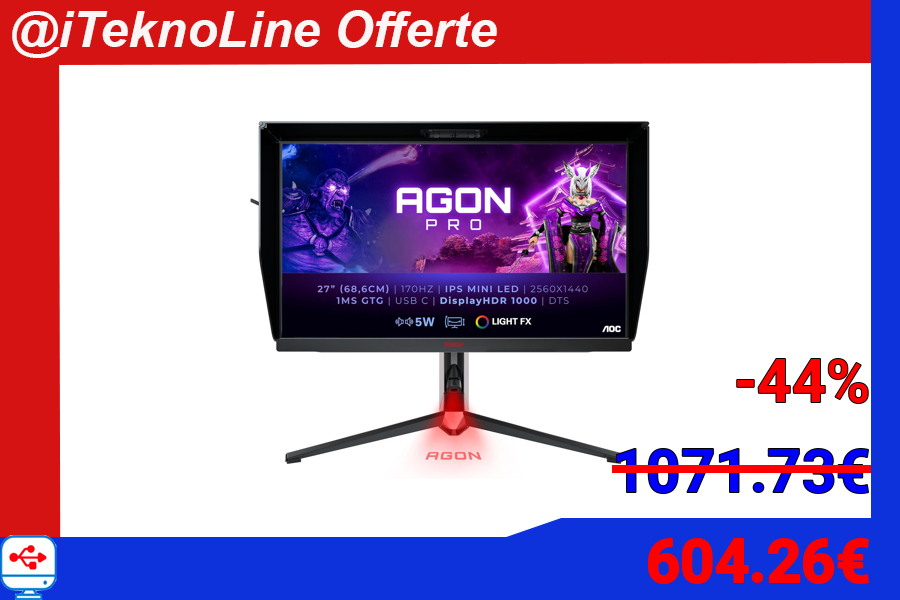 @iTeknoLine Offerte
AGON
PRO
27" (68,6CM) | 170HZ | IPS MINI LED | 2560X1440
1MS GTG | USB C | DisplayHDR 1000 | DTS
5W LIGHT FX
AOC
AGON
AGON
-44%
1071.73€
604.26€